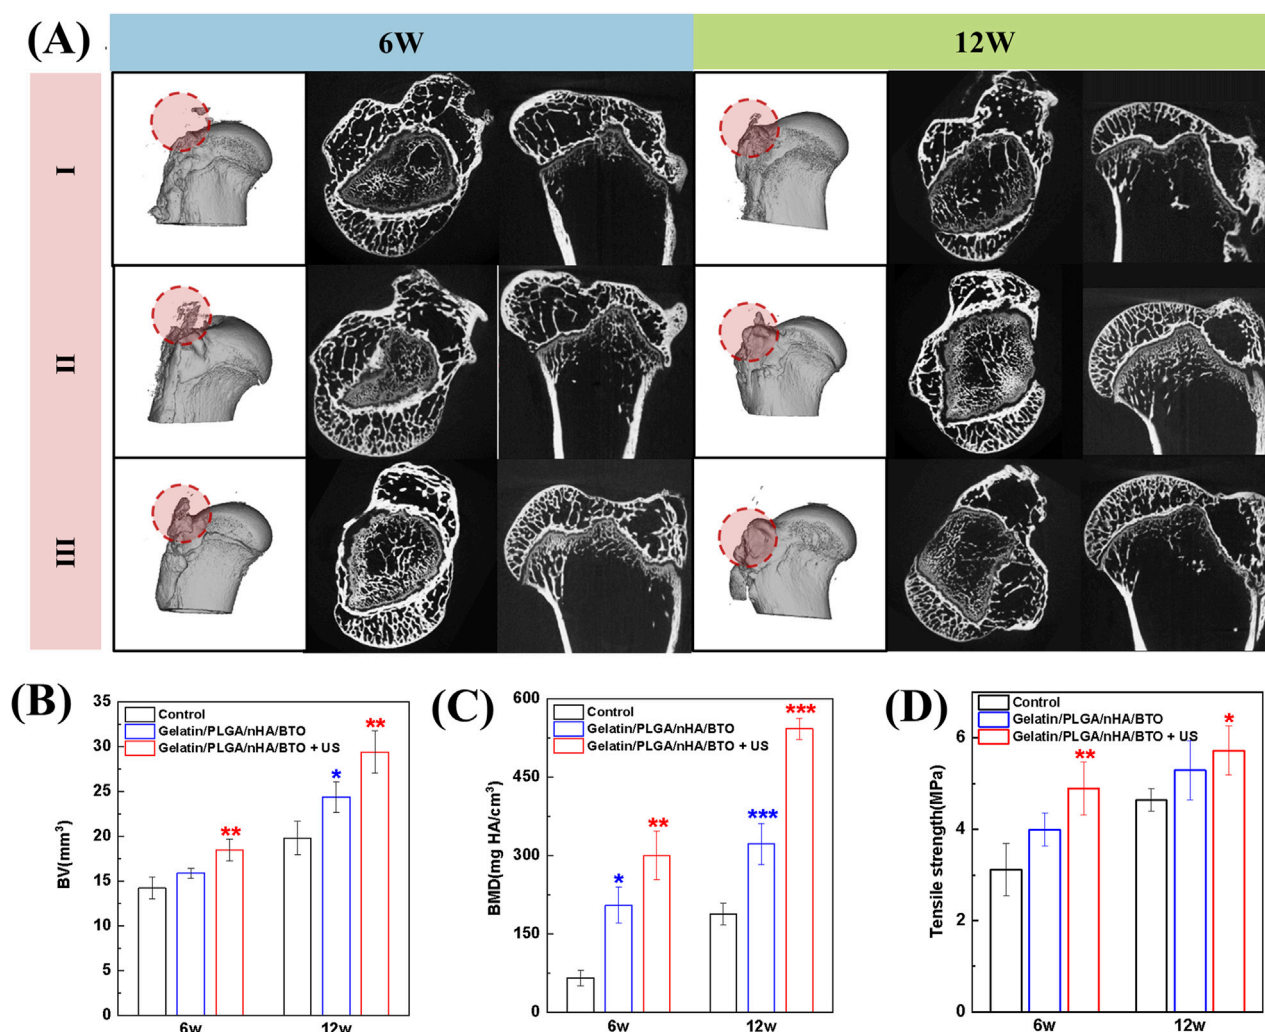 (A)
6W
12W
I
II
III
(B)
BV(mm³)
35
30
25
20
15
10
5
0
Control
Gelatin/PLGA/nHA/BTO
Gelatin/PLGA/nHA/BTO + US
**
*
**
6w
12w
(C)
BMD(mg HA/cm³)
600
450
300
150
0
Control
Gelatin/PLGA/nHA/BTO
Gelatin/PLGA/nHA/BTO + US
*
**
***
***
6w
12w
(D)
Tensile strength(MPa)
6
4
2
0
Control
Gelatin/PLGA/nHA/BTO
Gelatin/PLGA/nHA/BTO + US
**
*
6w
12w